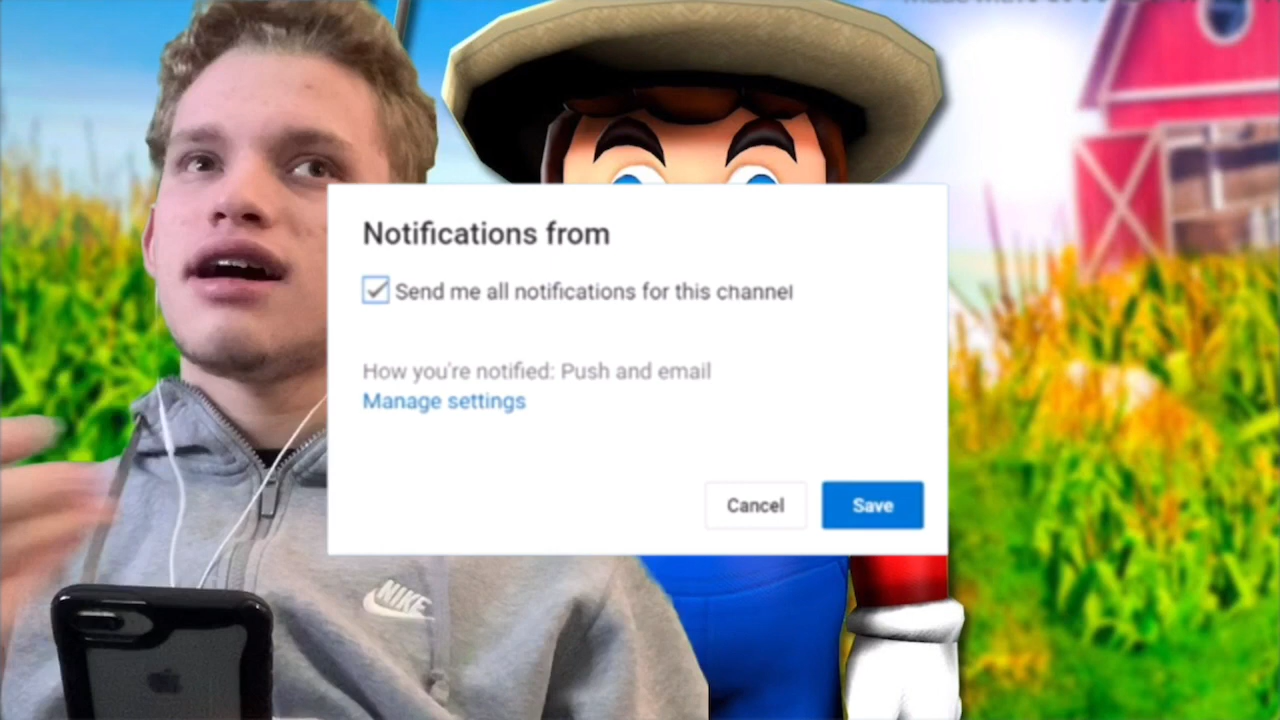 Notifications from
Send me all notifications for this channel
How you're notified: Push and email
Manage settings
Cancel
Save
NIKE